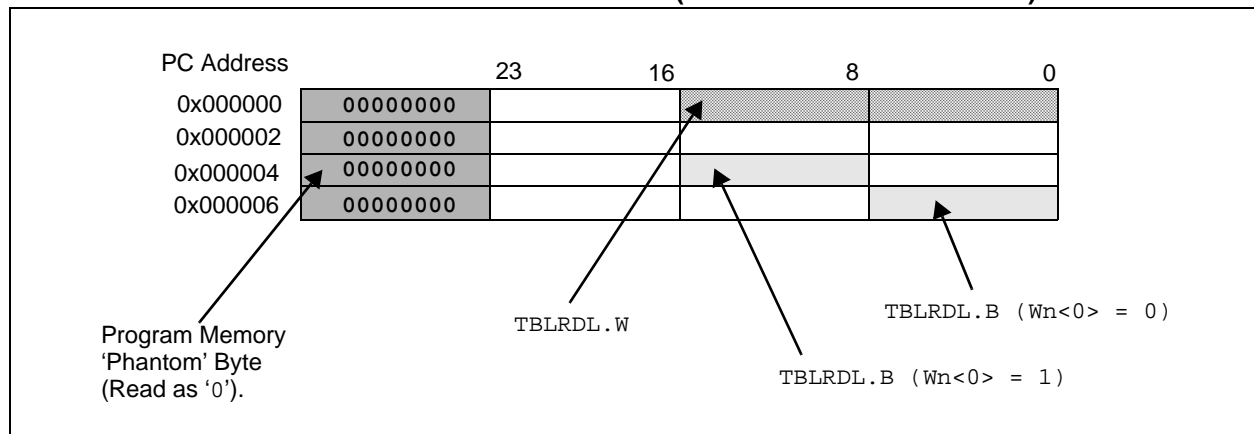 PC Address
23 16 8 0
0x000000 00000000
0x000002 00000000
0x000004 00000000
0x000006 00000000
TBLRDL.W
TBLRDL.B (Wn<0> = 0)
TBLRDL.B (Wn<0> = 1)
Program Memory
‘Phantom’ Byte
(Read as ‘0’).